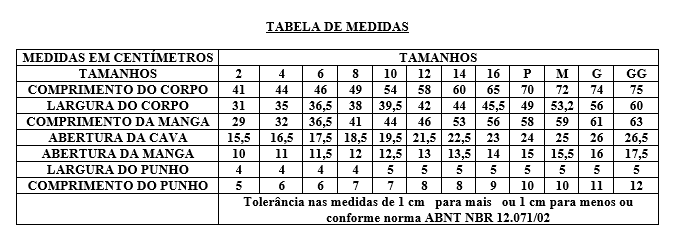 TABELA DE MEDIDAS
MEDIDAS EM CENTÍMETROS TAMANHOS
TAMANHOS 2 4 6 8 10 12 14 16 P M G GG
COMPRIMENTO DO CORPO 41 44 46 49 54 58 60 65 70 72 74 75
LARGURA DO CORPO 31 35 36,5 38 39,5 42 44 45,5 49 53,2 56 60
COMPRIMENTO DA MANGA 29 32 36,5 41 44 46 53 56 58 59 61 63
ABERTURA DA CAVA 15,5 16,5 17,5 18,5 19,5 21,5 22,5 23 24 25 26 26,5
ABERTURA DA MANGA 10 11 11,5 12 12,5 13 13,5 14 15 15,5 16 17,5
LARGURA DO PUNHO 4 4 4 4 5 5 5 5 5 5 5 5
COMPRIMENTO DO PUNHO 5 6 6 7 7 8 8 9 10 10 11 12
Tolerância nas medidas de 1 cm para mais ou 1 cm para menos ou
conforme norma ABNT NBR 12.071/02